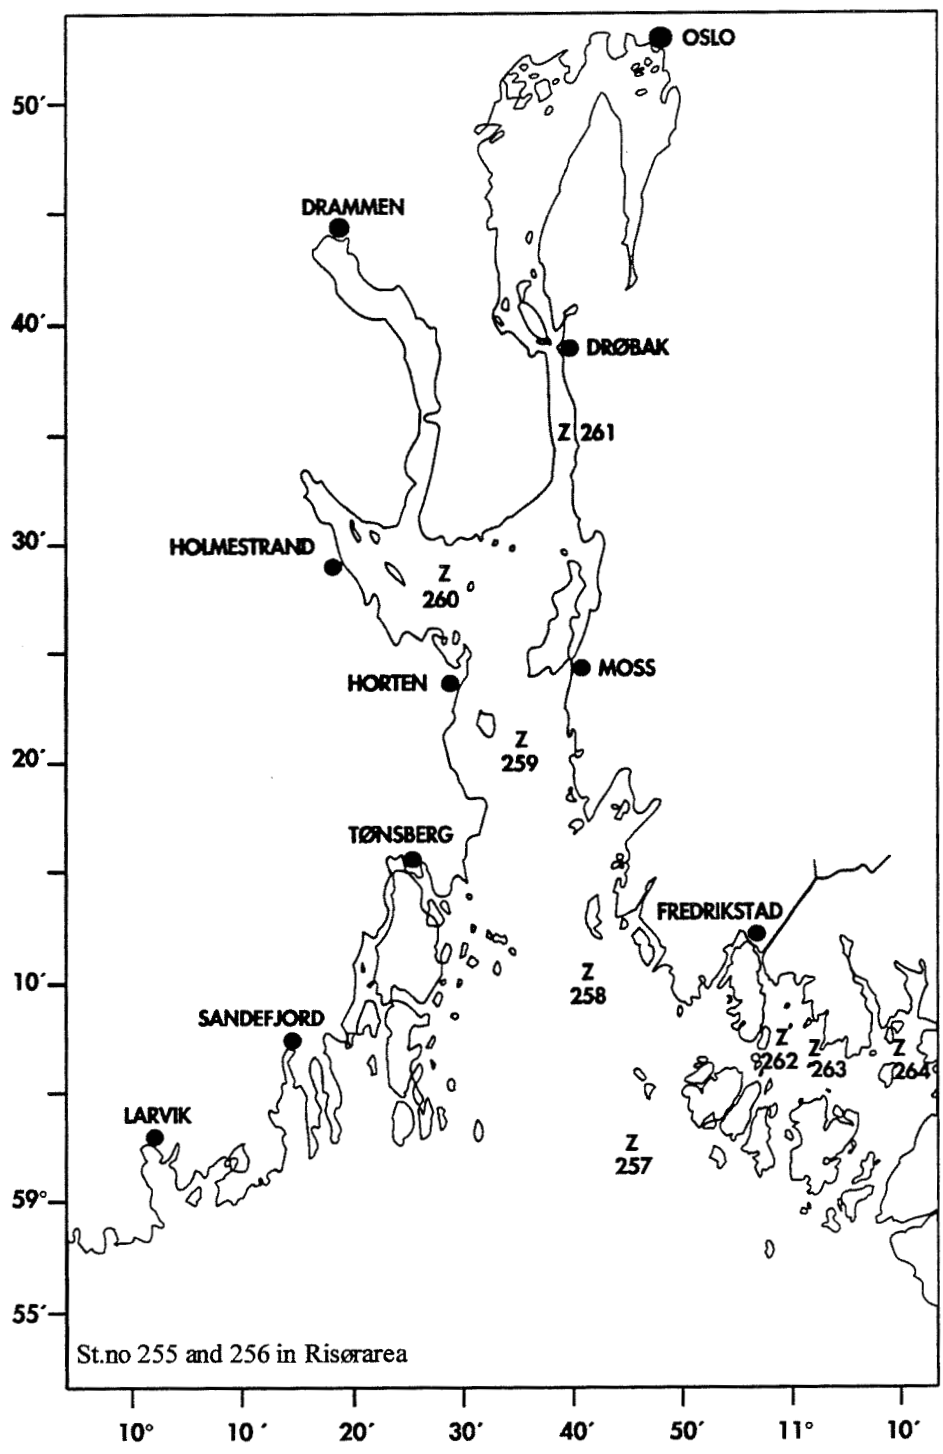 OSLO
50′
DRAMMEN
40′
DRØBAK
Z 261
30′
HOLMESTRAND
Z
260
MOSS
HORTEN
Z
259
20′
TØNSBERG
FREDRIKSTAD
Z
258
10′
SANDEFJORD
Z
262
Z
263
Z
264
LARVIK
Z
257
59°
55′
St.no 255 and 256 in Risørarea
10° 10′ 20′ 30′ 40′ 50′ 11° 10′